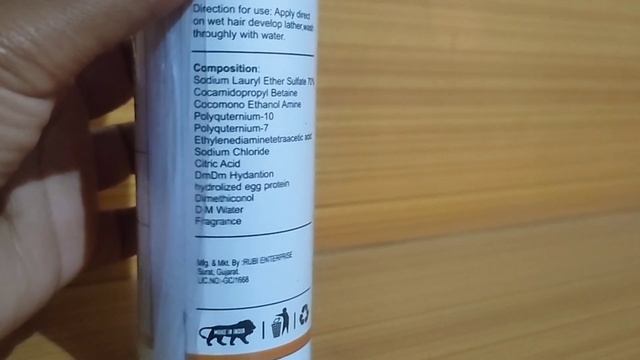 Direction for use: Apply direct
on wet hair develop lather,wash
throughly with water.
Composition:
Sodium Lauryl Ether Sulfate 70%
Cocamidopropyl Betaine
Cocomono Ethanol Amine
Polyquternium-10
Polyquternium-7
Ethylenediaminetetraacetic acid
Sodium Chloride
Citric Acid
DmDm Hydantion
hydrolized egg protein
Dimethiconol
D M Water
Fragrance
Mfg. & Mkt. By :RUBI ENTERPRISE
Surat, Gujarat.
LIC.NO:-GC/1668
MADE IN INDIA